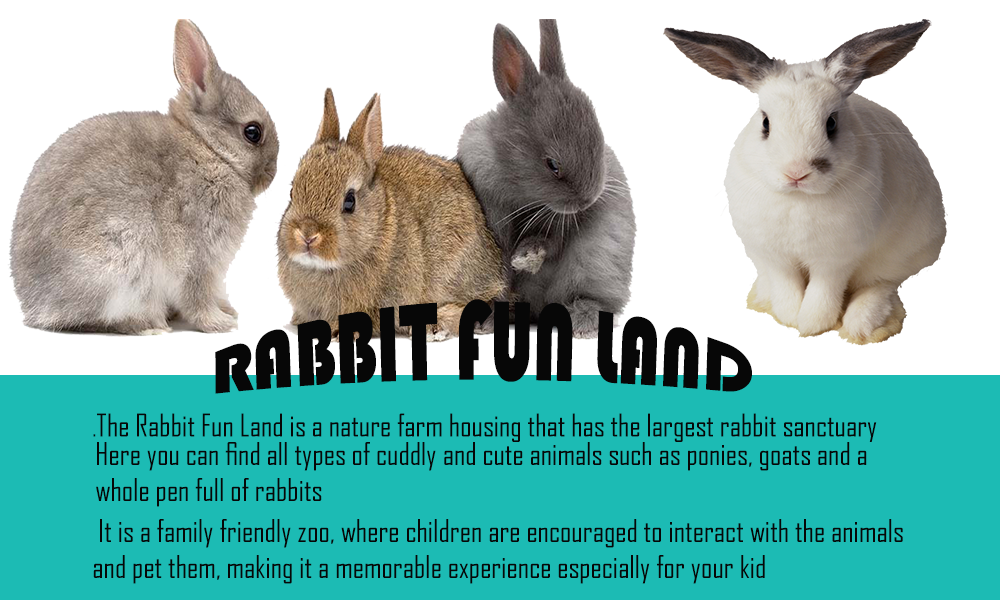 RABBIT FUN LAND
.The Rabbit Fun Land is a nature farm housing that has the largest rabbit sanctuary
Here you can find all types of cuddly and cute animals such as ponies, goats and a
whole pen full of rabbits
It is a family friendly zoo, where children are encouraged to interact with the animals
and pet them, making it a memorable experience especially for your kid